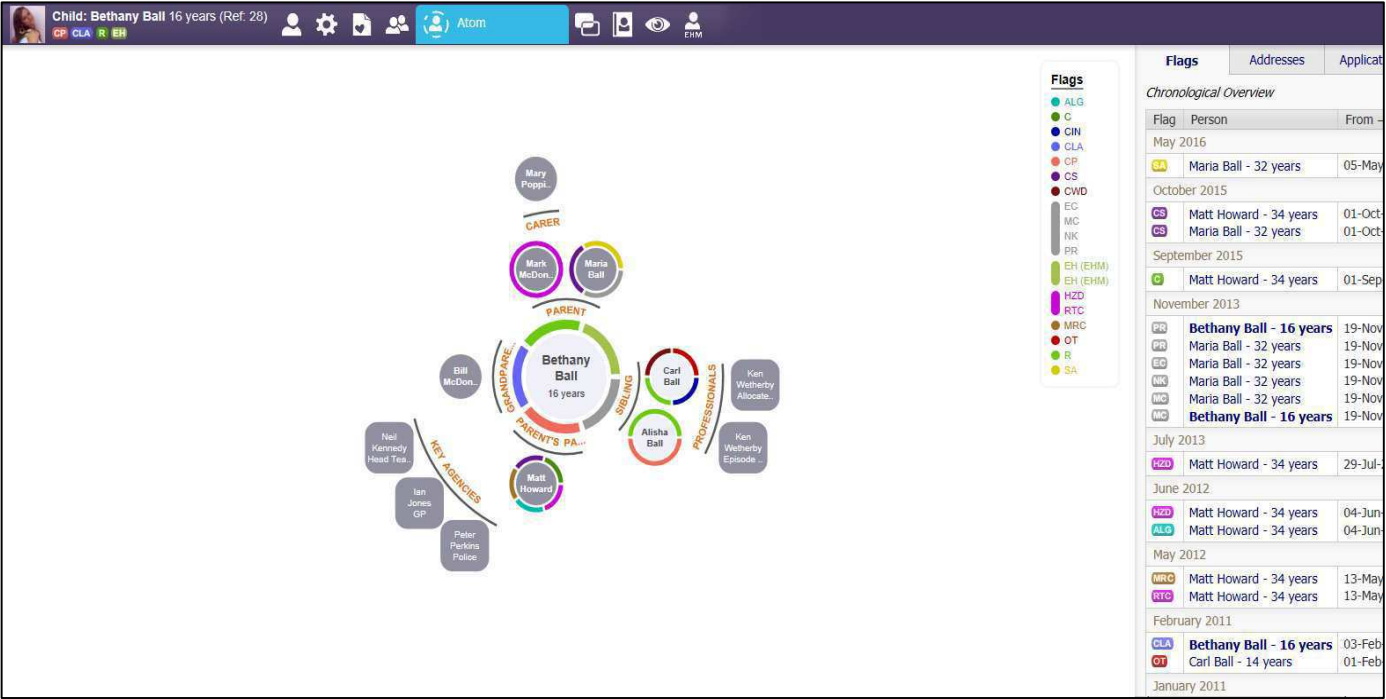 Child: Bethany Ball 16 years (Ref: 28)
CP CLA R EH
Atom
EHM
Mary
Poppi..
CARER
Mark
McDon..
Maria
Ball
PARENT
Bethany
Ball
16 years
GRANDPARE...
Bill
McDon..
SIBLING
Carl
Ball
Alisha
Ball
PROFESSIONALS
Ken
Wetherby
Allocate..
Ken
Wetherby
Episode ..
PARENT'S PA...
Matt
Howard
KEY AGENCIES
Neil
Kennedy
Head Tea..
Ian
Jones
GP
Peter
Perkins
Police
Flags
ALG
C
CIN
CLA
CP
CS
CWD
EC
MC
NK
PR
EH (EHM)
EH (EHM)
HZD
RTC
MRC
OT
R
SA
Flags Addresses Applicat
Chronological Overview
Flag Person From –
May 2016
SA Maria Ball - 32 years 05-May
October 2015
CS Matt Howard - 34 years 01-Oct-
CS Maria Ball - 32 years 01-Oct-
September 2015
C Matt Howard - 34 years 01-Sep
November 2013
PR Bethany Ball - 16 years 19-Nov
PR Maria Ball - 32 years 19-Nov
EC Maria Ball - 32 years 19-Nov
NK Maria Ball - 32 years 19-Nov
MC Maria Ball - 32 years 19-Nov
MC Bethany Ball - 16 years 19-Nov
July 2013
HZD Matt Howard - 34 years 29-Jul-
June 2012
HZD Matt Howard - 34 years 04-Jun-
ALG Matt Howard - 34 years 04-Jun-
May 2012
MRC Matt Howard - 34 years 13-May
RTC Matt Howard - 34 years 13-May
February 2011
CLA Bethany Ball - 16 years 03-Feb
OT Carl Ball - 14 years 01-Feb
January 2011